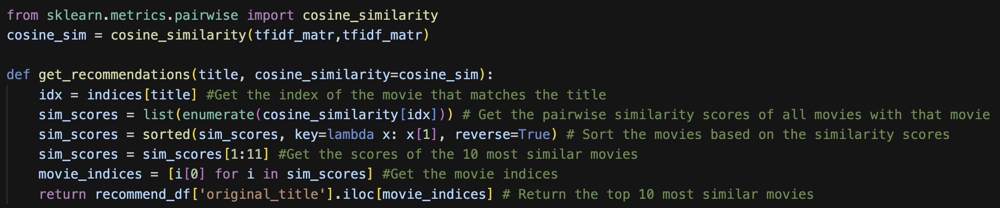 from sklearn.metrics.pairwise import cosine_similarity
cosine_sim = cosine_similarity(tfidf_matr,tfidf_matr)

def get_recommendations(title, cosine_similarity=cosine_sim):
    idx = indices[title] #Get the index of the movie that matches the title
    sim_scores = list(enumerate(cosine_similarity[idx])) # Get the pairwise similarity scores of all movies with that movie
    sim_scores = sorted(sim_scores, key=lambda x: x[1], reverse=True) # Sort the movies based on the similarity scores
    sim_scores = sim_scores[1:11] #Get the scores of the 10 most similar movies
    movie_indices = [i[0] for i in sim_scores] #Get the movie indices
    return recommend_df['original_title'].iloc[movie_indices] # Return the top 10 most similar movies